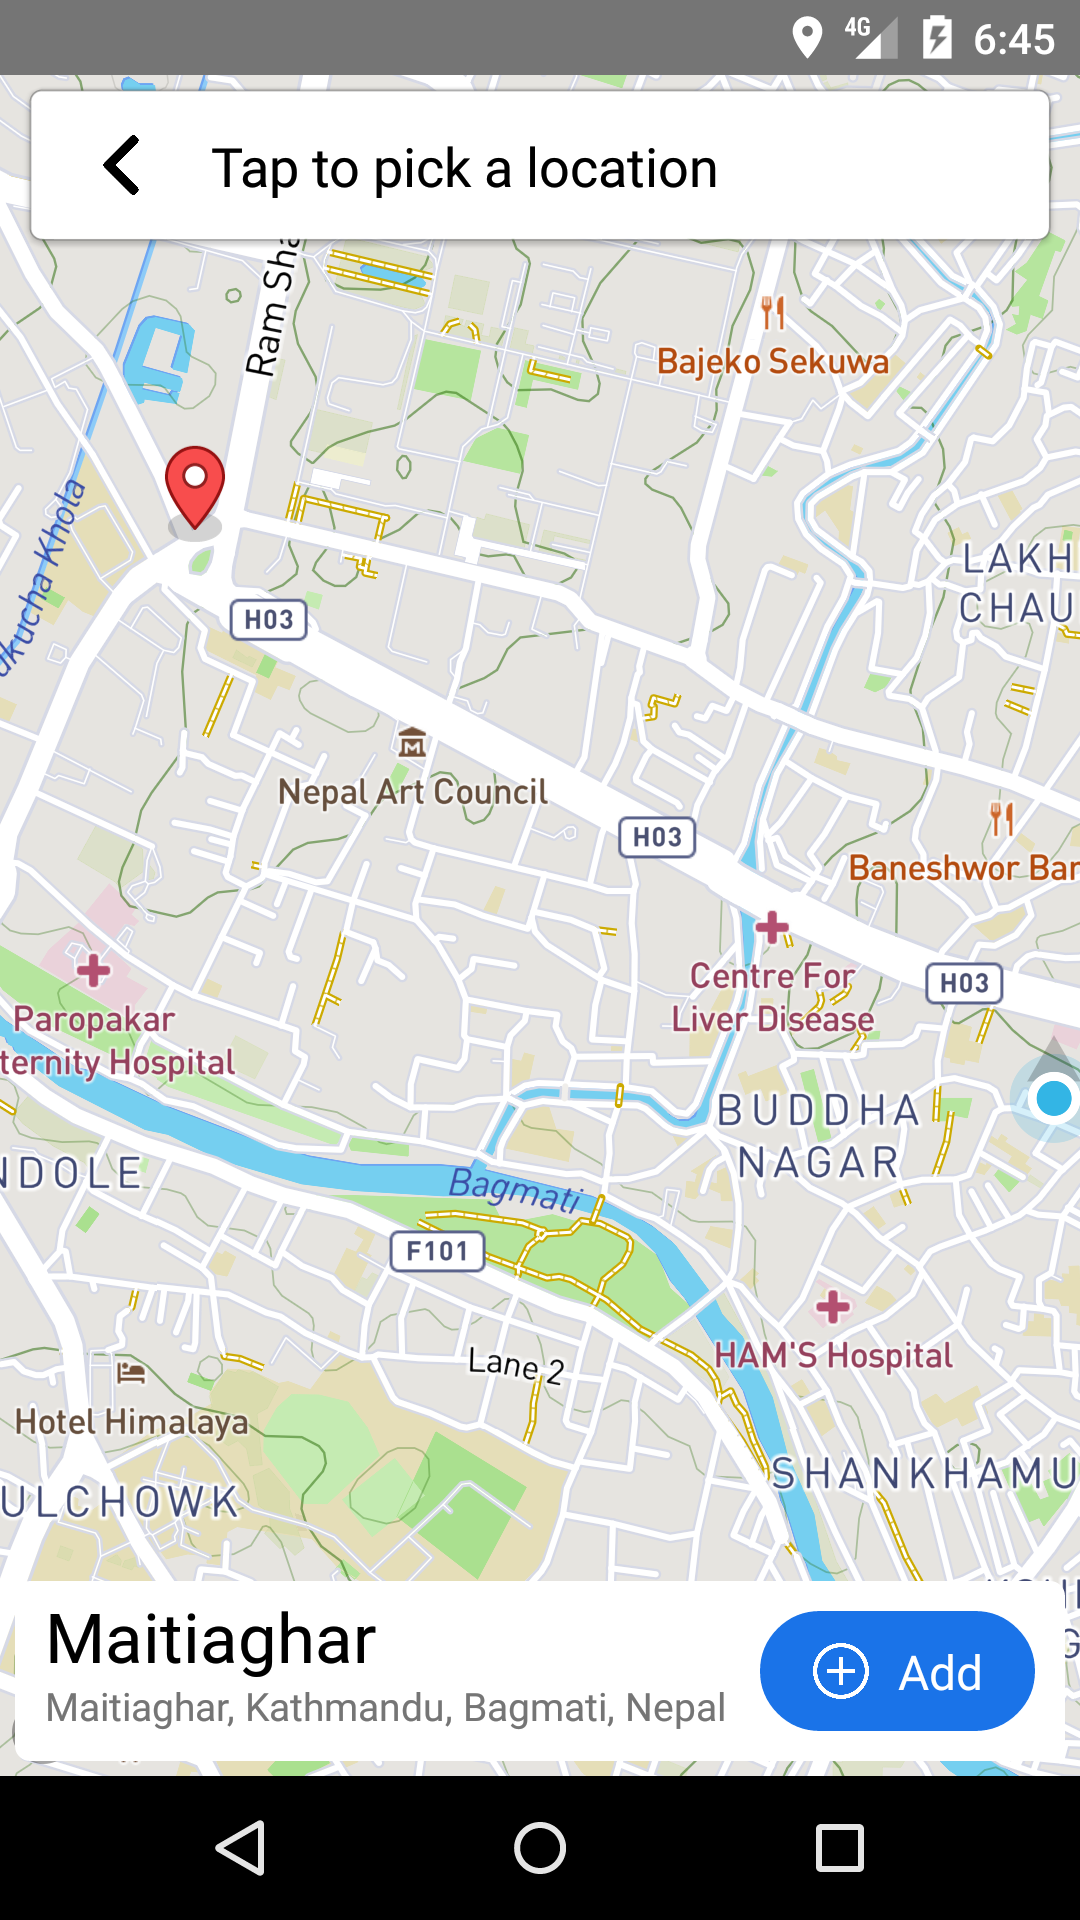 4G 6:45
Tap to pick a location
Ram Sha
Bajeko Sekuwa
ukucha Khola
LAKH
CHAU
H03
Nepal Art Council
H03
Baneshwor Bar
Centre For
Liver Disease
H03
Paropakar
ternity Hospital
BUDDHA
NAGAR
NDOLE
Bagmati
F101
HAM'S Hospital
Lane 2
Hotel Himalaya
SHANKHAMU
ULCHOWK
Maitiaghar
Maitiaghar, Kathmandu, Bagmati, Nepal
Add